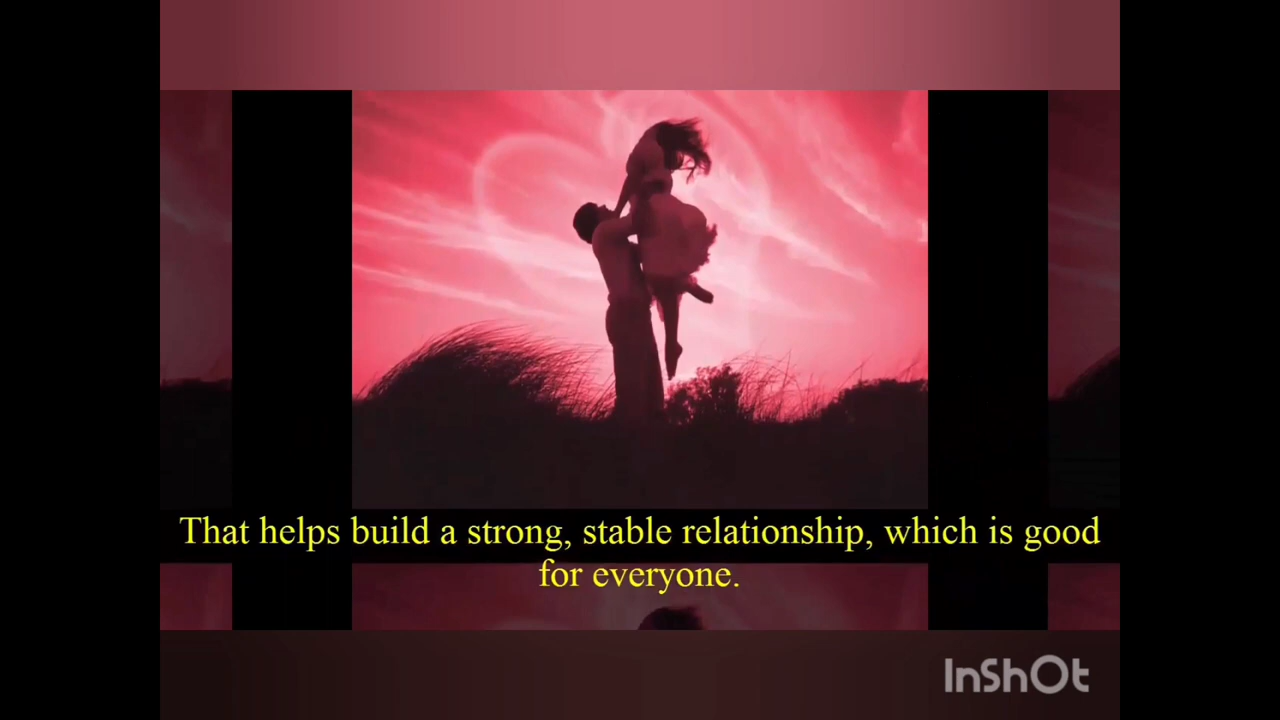 That helps build a strong, stable relationship, which is good
for everyone.
InShOt